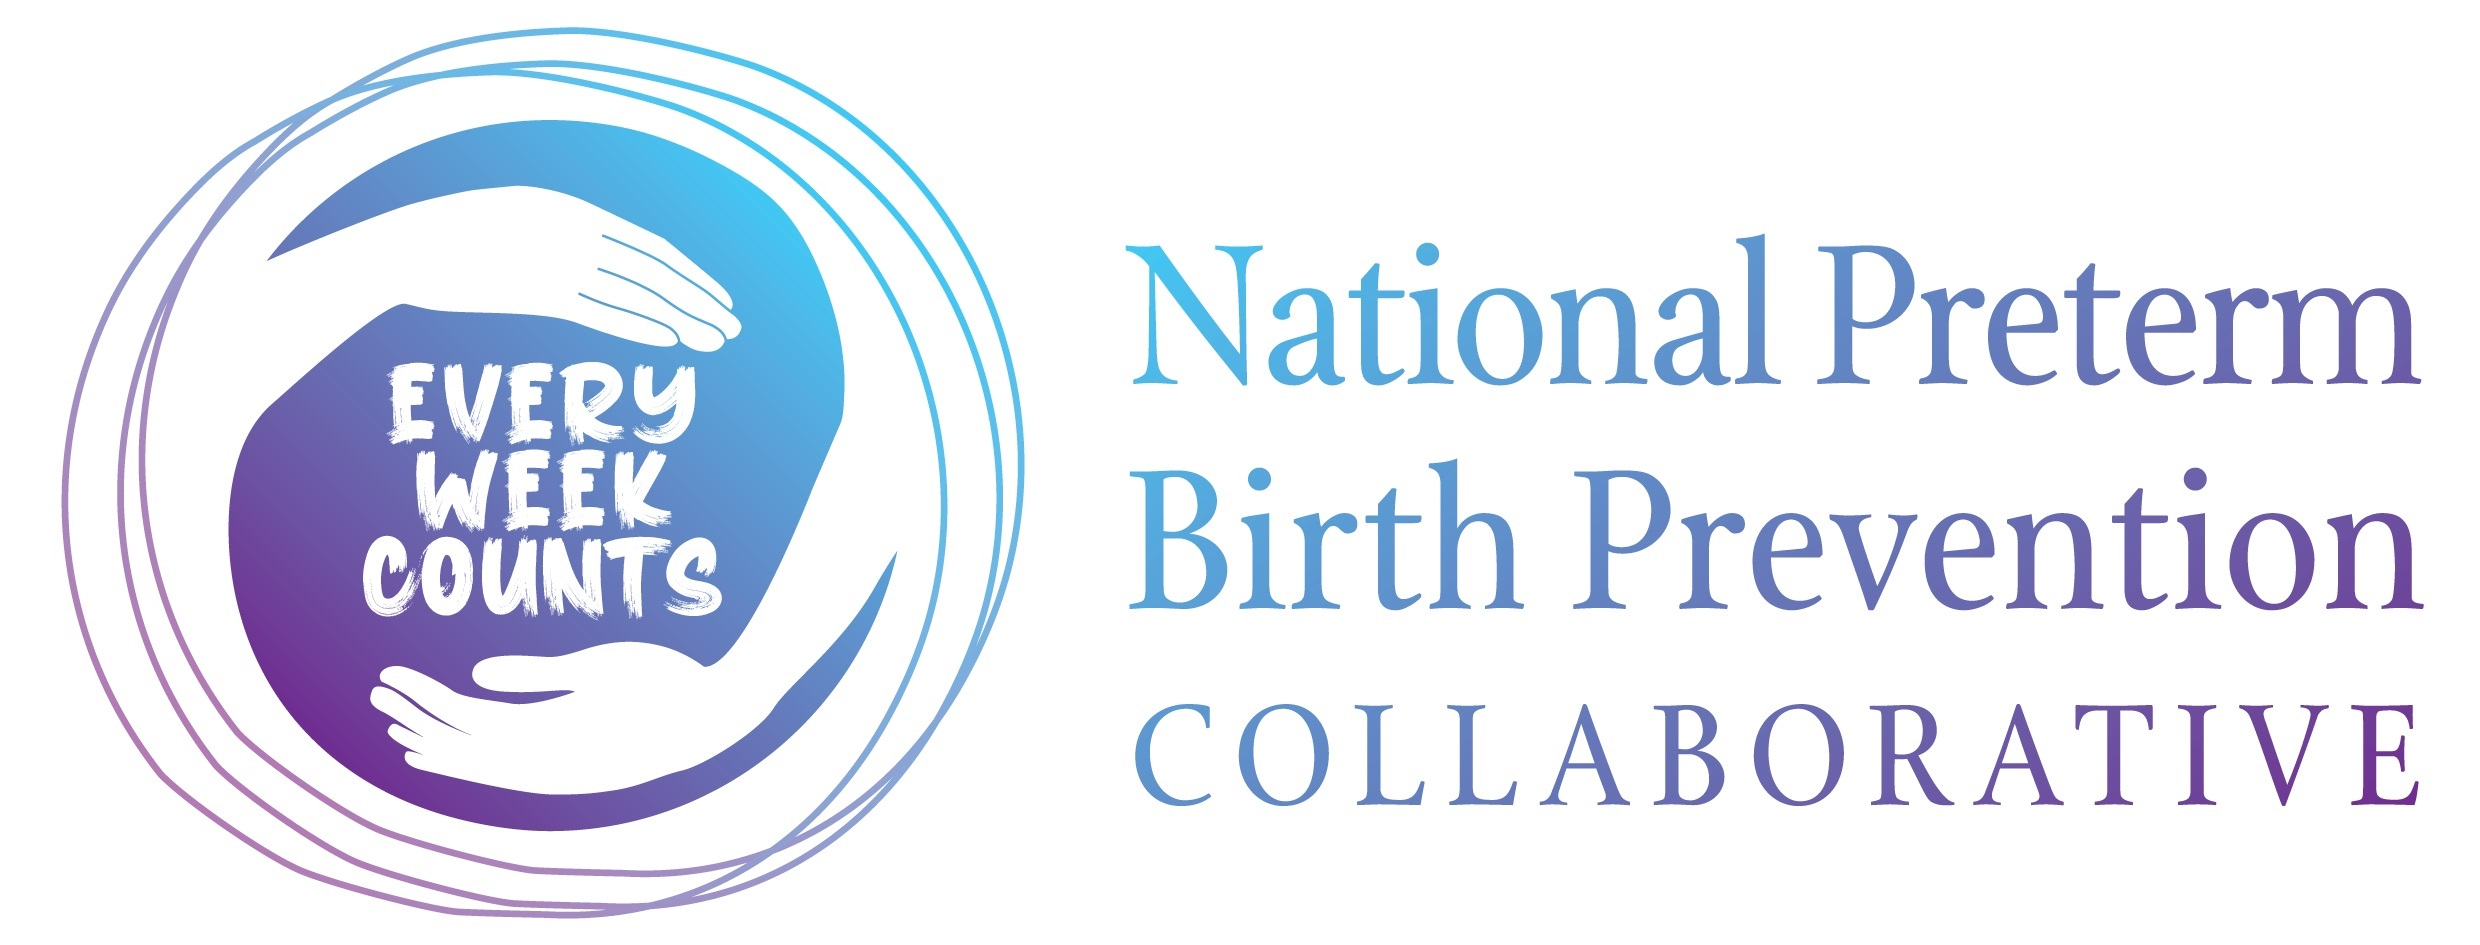 EVERY
WEEK
COUNTS
National Preterm
Birth Prevention
COLLABORATIVE